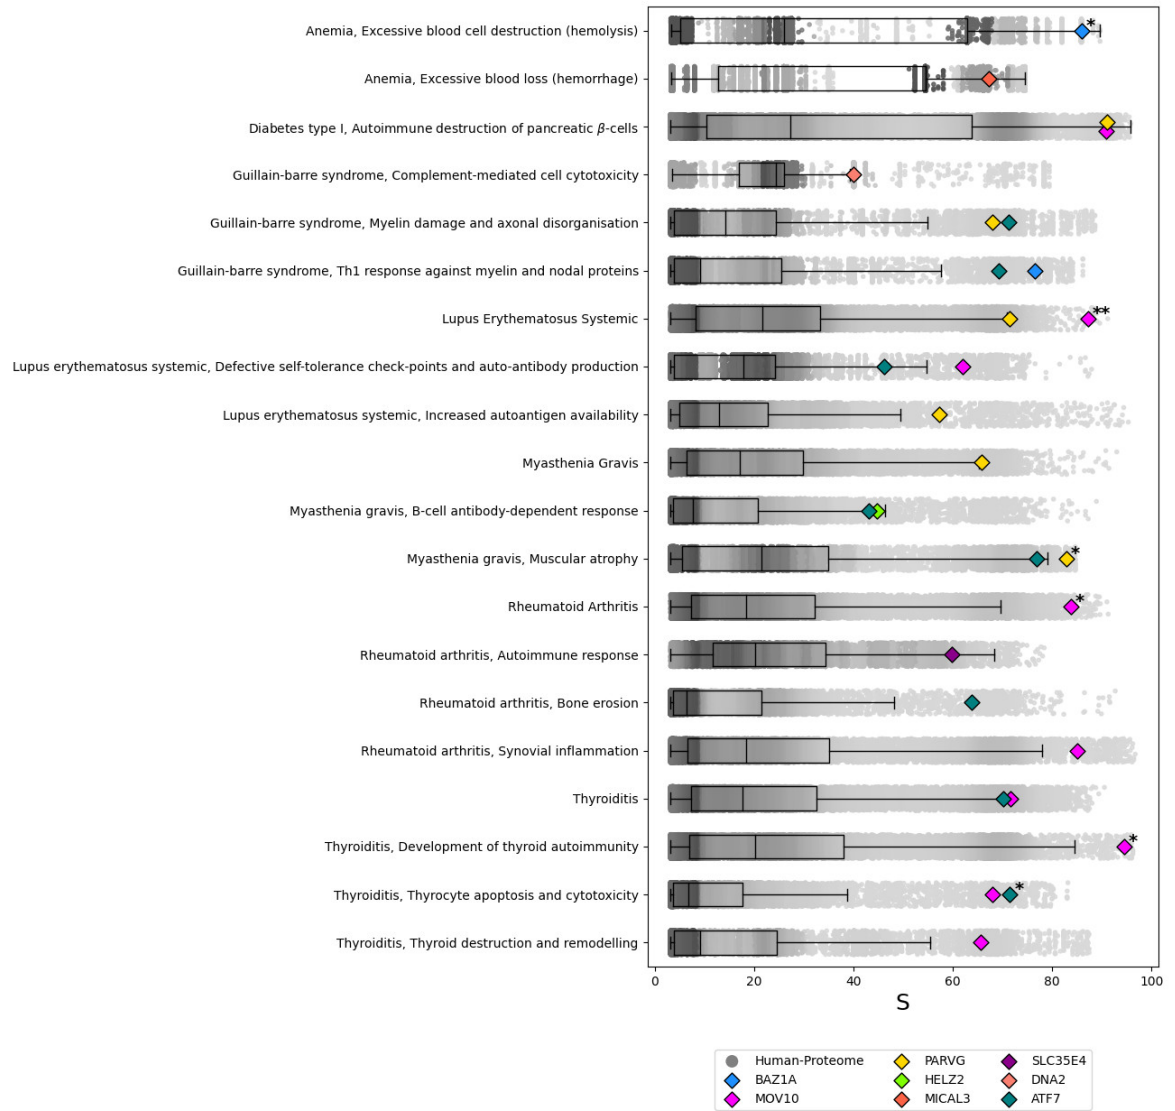 Anemia, Excessive blood cell destruction (hemolysis)
*
Anemia, Excessive blood loss (hemorrhage)
Diabetes type I, Autoimmune destruction of pancreatic β-cells
Guillain-barre syndrome, Complement-mediated cell cytotoxicity
Guillain-barre syndrome, Myelin damage and axonal disorganisation
Guillain-barre syndrome, Th1 response against myelin and nodal proteins
Lupus Erythematosus Systemic
**
Lupus erythematosus systemic, Defective self-tolerance check-points and auto-antibody production
Lupus erythematosus systemic, Increased autoantigen availability
Myasthenia Gravis
Myasthenia gravis, B-cell antibody-dependent response
Myasthenia gravis, Muscular atrophy
*
Rheumatoid Arthritis
*
Rheumatoid arthritis, Autoimmune response
Rheumatoid arthritis, Bone erosion
Rheumatoid arthritis, Synovial inflammation
Thyroiditis
Thyroiditis, Development of thyroid autoimmunity
*
Thyroiditis, Thyrocyte apoptosis and cytotoxicity
*
Thyroiditis, Thyroid destruction and remodelling
0 20 40 60 80 100
S
Human-Proteome PARVG SLC35E4
BAZ1A HELZ2 DNA2
MOV10 MICAL3 ATF7